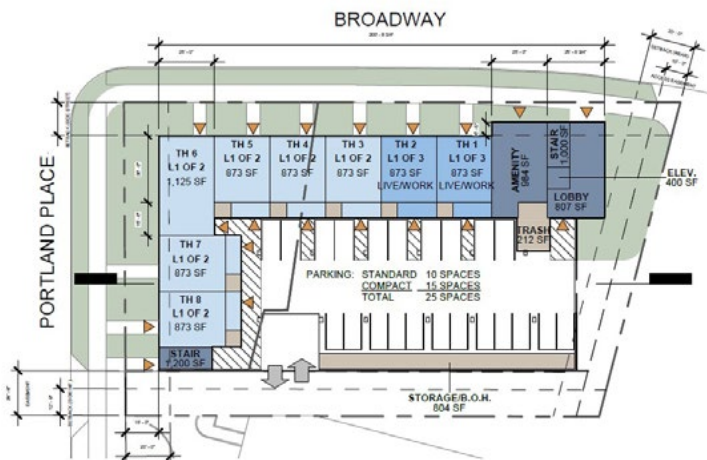 BROADWAY
25'- 0"
25'- 0"
PORTLAND PLACE
TH 6
L1 OF 2
1,125 SF
TH 5
L1 OF 2
873 SF
TH 4
L1 OF 2
873 SF
TH 3
L1 OF 2
873 SF
TH 2
L1 OF 3
873 SF
LIVE/WORK
TH 1
L1 OF 3
873 SF
LIVE/WORK
AMENITY
984 SF
STAIR
1,000 SF
LOBBY
807 SF
ELEV.
400 SF
TRASH
212 SF
TH 7
L1 OF 2
873 SF
TH 8
L1 OF 2
873 SF
STAIR
1,200 SF
PARKING: STANDARD 10 SPACES
COMPACT 15 SPACES
TOTAL 25 SPACES
STORAGE/B.O.H.
804 SF